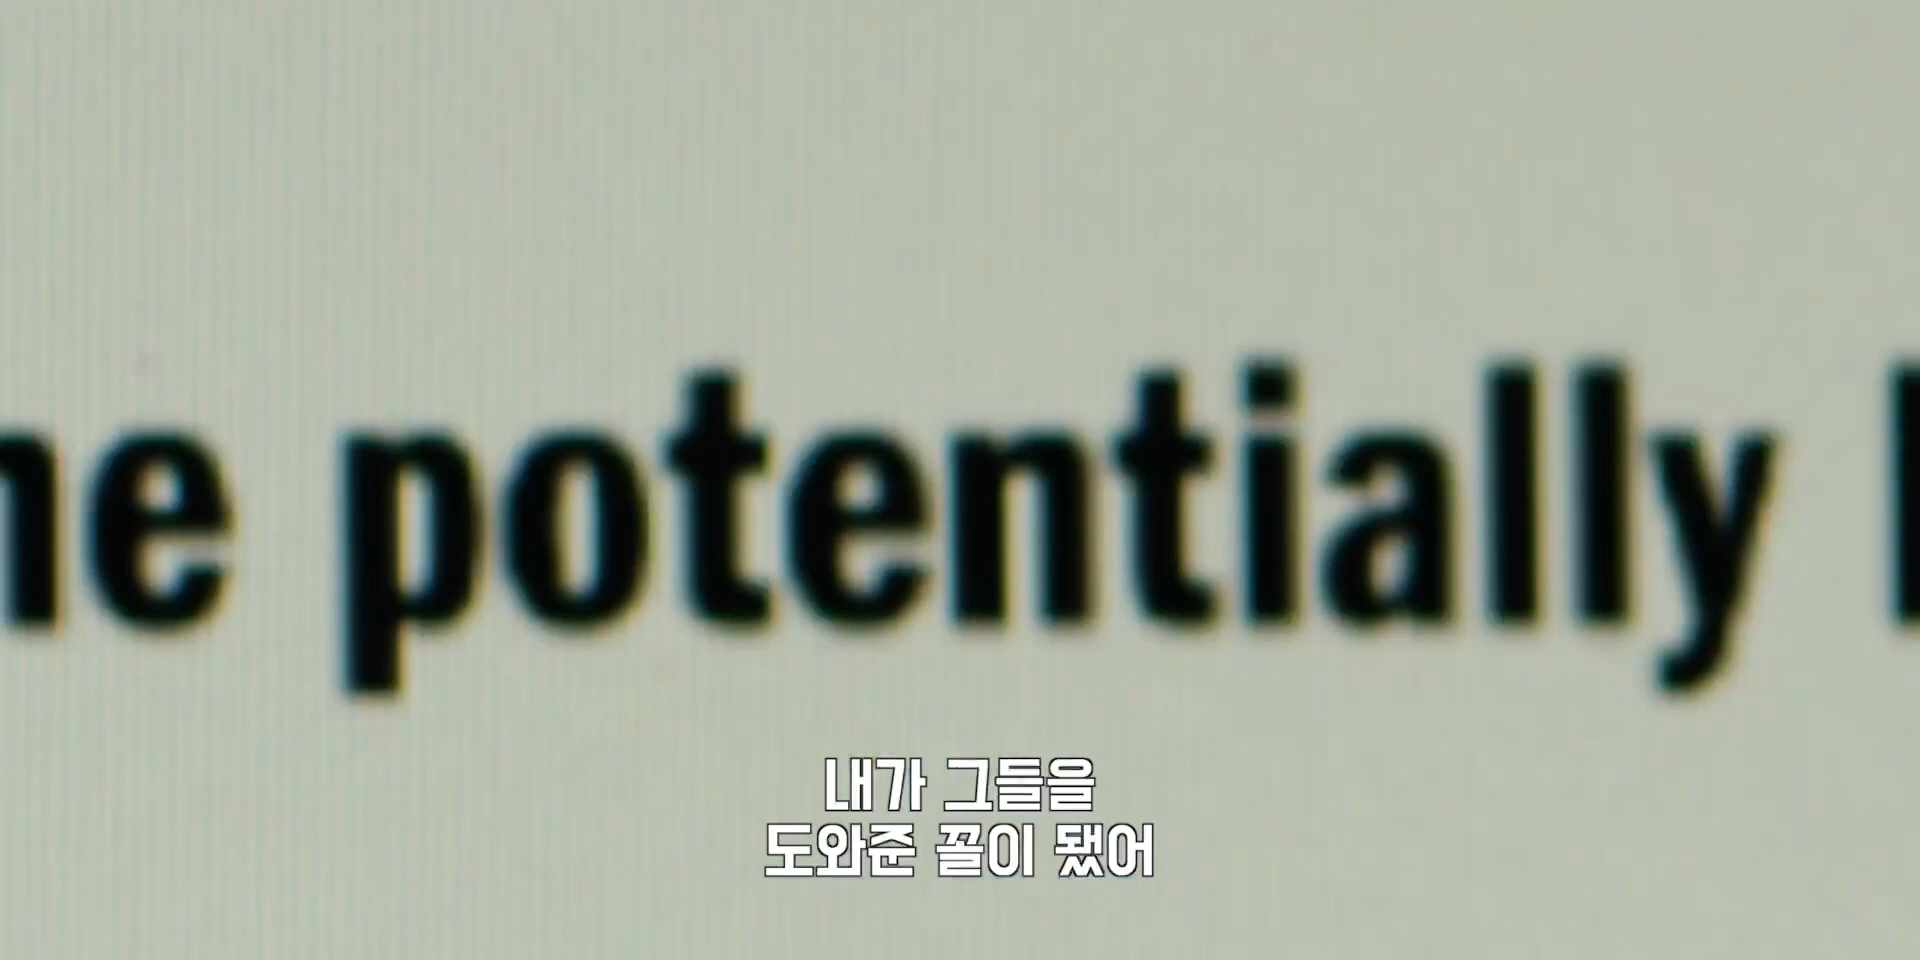 potentially
내가 그들을
도와준 꼴이 됐어